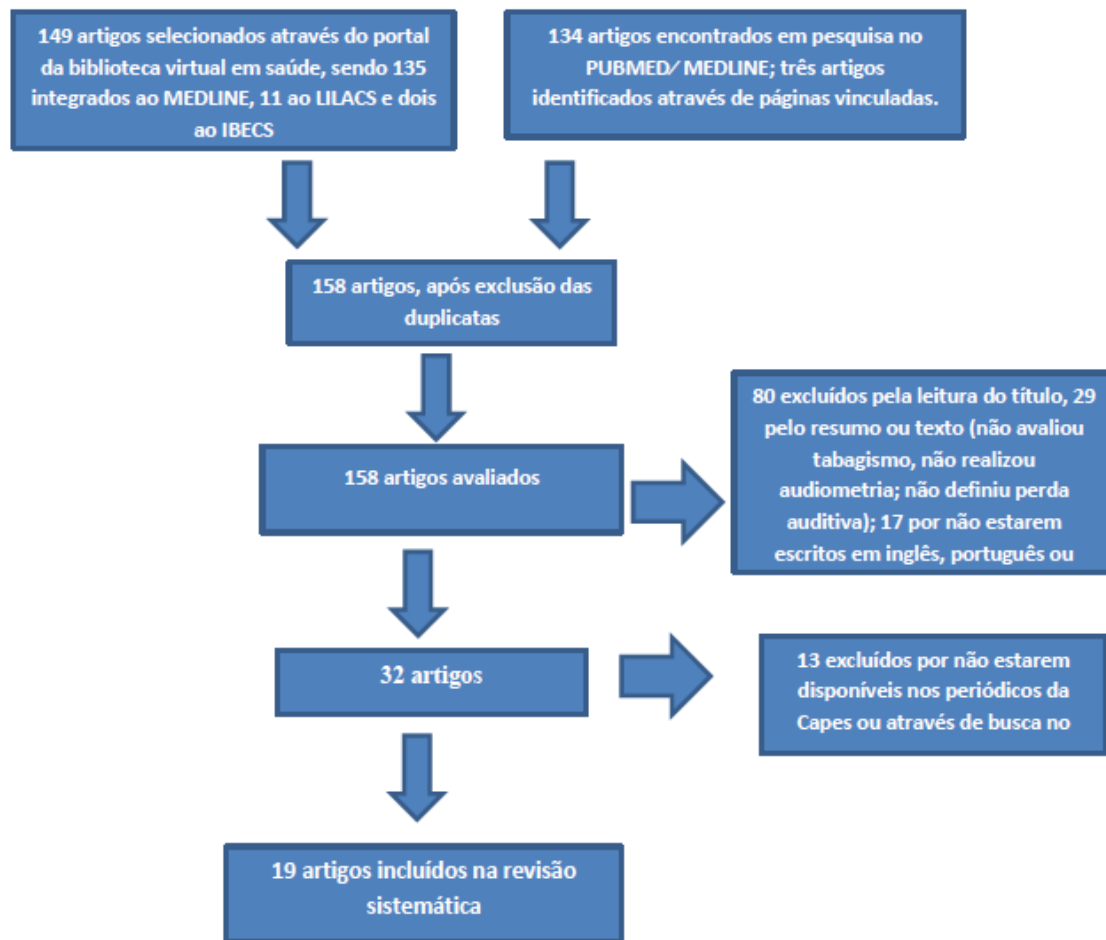 149 artigos selecionados através do portal
da biblioteca virtual em saúde, sendo 135
integrados ao MEDLINE, 11 ao LILACS e dois
ao IBECS
134 artigos encontrados em pesquisa no
PUBMED/ MEDLINE; três artigos
identificados através de páginas vinculadas.
158 artigos, após exclusão das
duplicatas
158 artigos avaliados
80 excluídos pela leitura do título, 29
pelo resumo ou texto (não avaliou
tabagismo, não realizou
audiometria; não definiu perda
auditiva); 17 por não estarem
escritos em inglês, português ou
32 artigos
13 excluídos por não estarem
disponíveis nos periódicos da
Capes ou através de busca no
19 artigos incluídos na revisão
sistemática